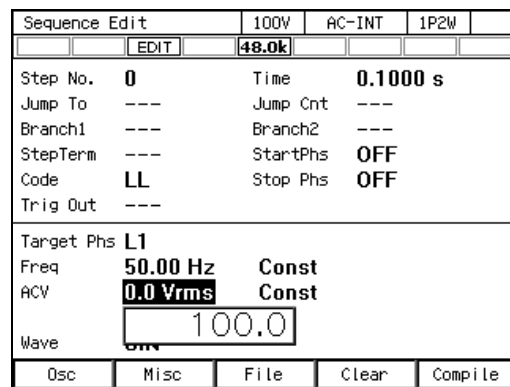 Sequence Edit 100V AC-INT 1P2W
EDIT 48.0k
Step No. 0 Time 0.1000 s
Jump To --- Jump Cnt ---
Branch1 --- Branch2 ---
StepTerm --- StartPhs OFF
Code LL Stop Phs OFF
Trig Out ---
Target Phs L1
Freq 50.00 Hz Const
ACV 0.0 Vrms Const
100.0
Wave
Osc Misc File Clear Compile